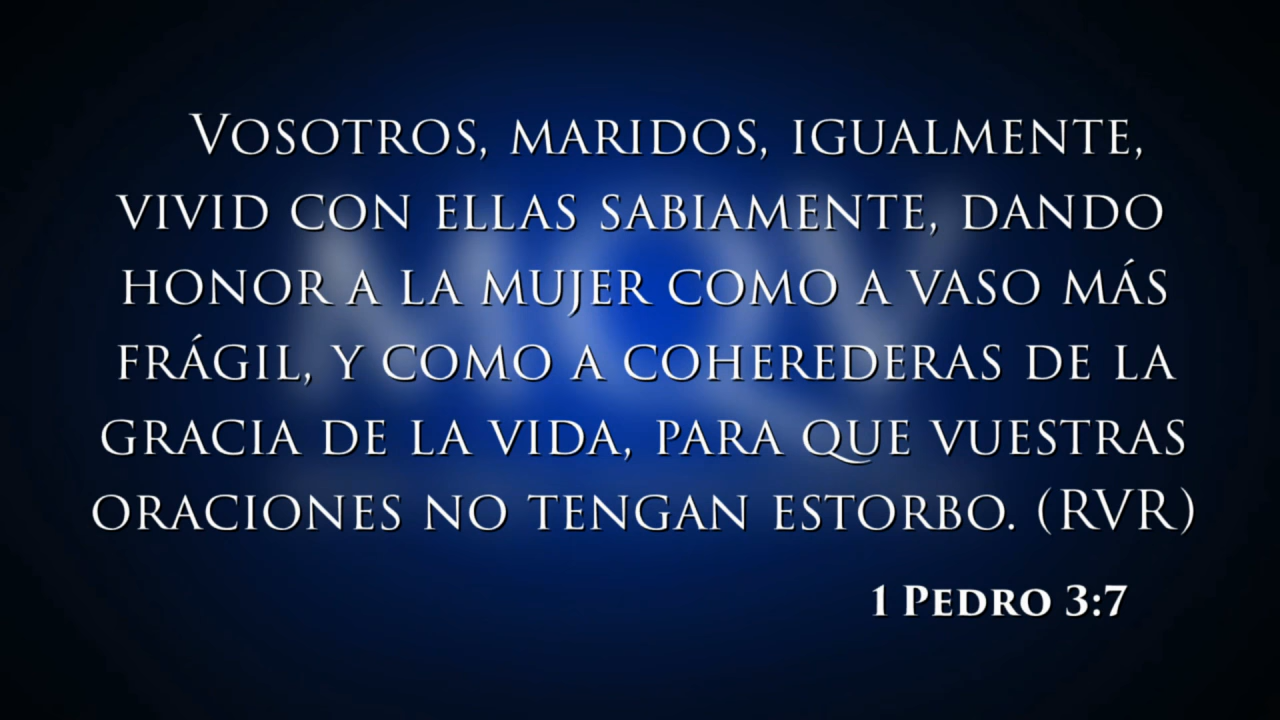 Vosotros, maridos, igualmente,
vivid con ellas sabiamente, dando
honor a la mujer como a vaso más
frágil, y como a coherederas de la
gracia de la vida, para que vuestras
oraciones no tengan estorbo. (RVR)
1 Pedro 3:7